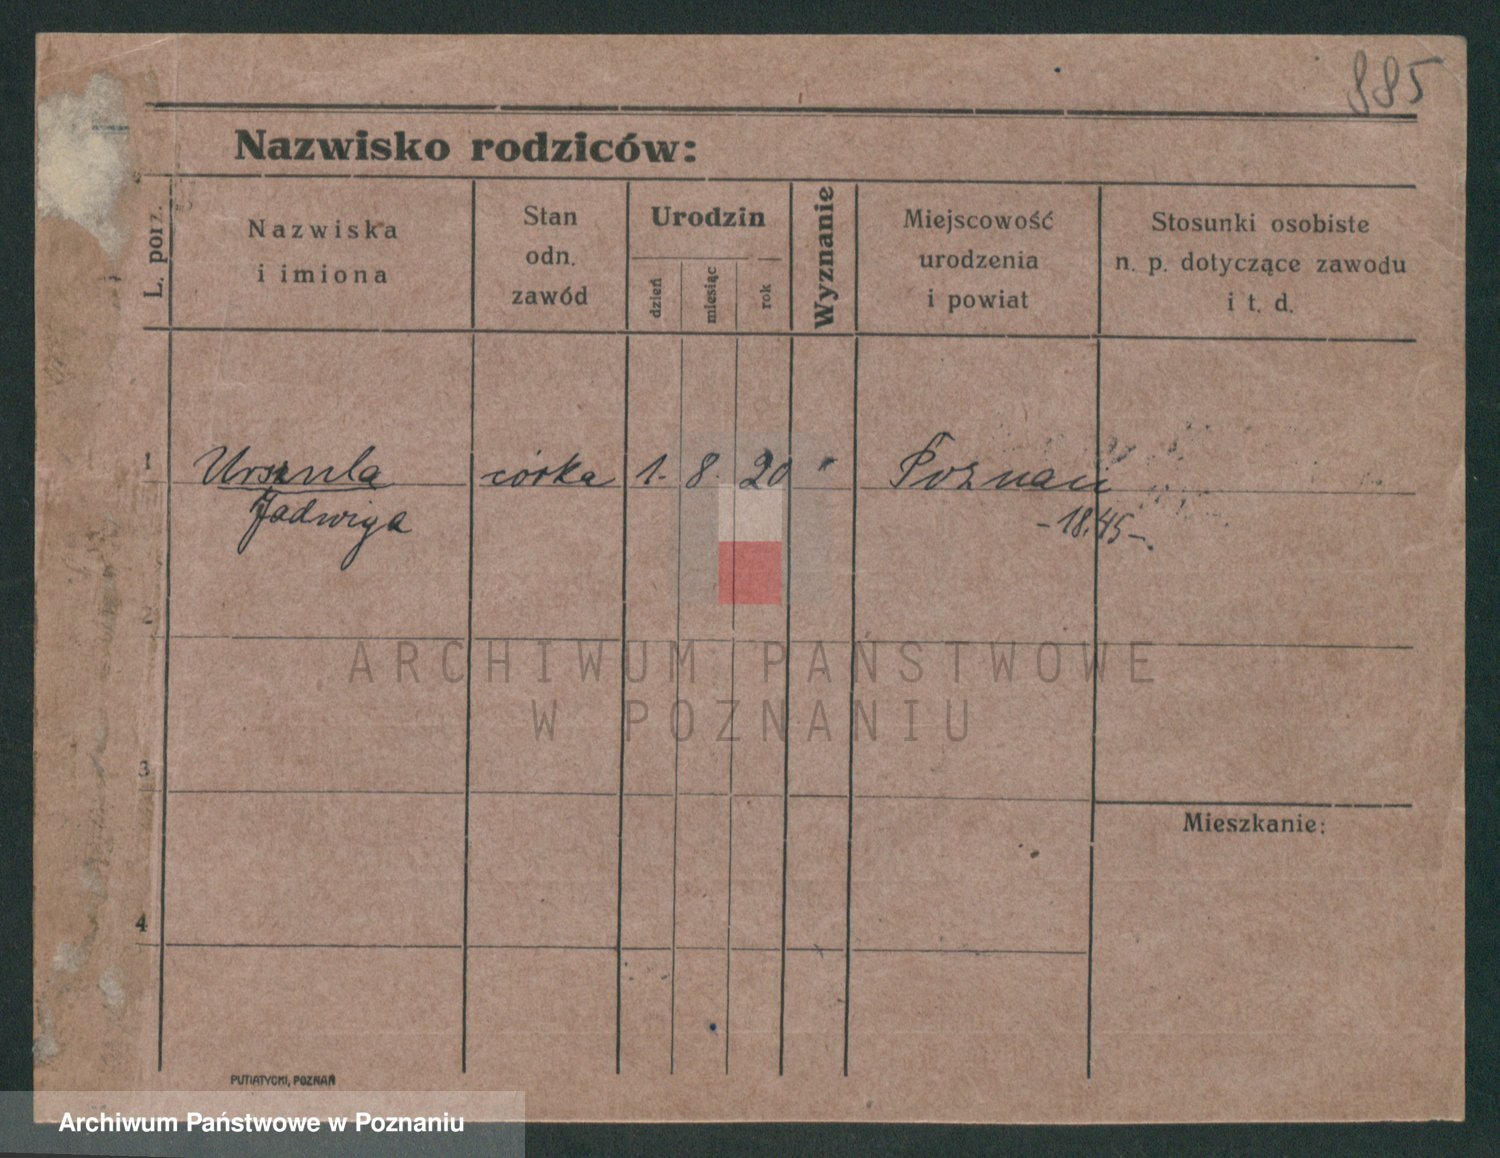 885
Nazwisko rodziców:
L. porz.
Nazwiska
i imiona
Stan
odn.
zawód
Urodzin
dzień
miesiąc
rok
Wyznanie
Miejscowość
urodzenia
i powiat
Stosunki osobiste
n. p. dotyczące zawodu
i t. d.
1 Urszula córka 1. 8. 20 " Poznań
Jadwiga
-18.45-.
2
ARCHIWUM PAŃSTWOWE
W POZNANIU
3
Mieszkanie:
4
PUTIATYCKI, POZNAŃ
Archiwum Państwowe w Poznaniu